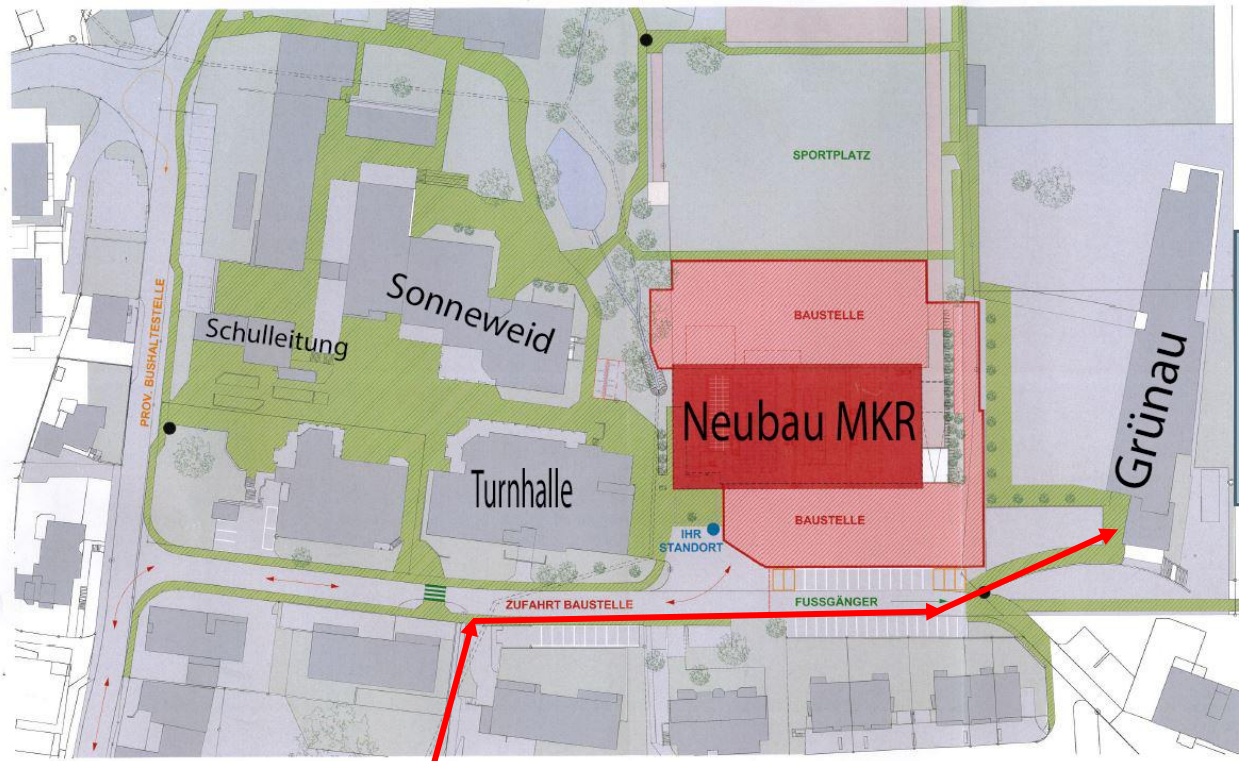 SPORTPLATZ
PROV. BUSHALTESTELLE
Sonneweid
Schulleitung
BAUSTELLE
Grünau
Neubau MKR
Turnhalle
BAUSTELLE
IHR
STANDORT
ZUFAHRT BAUSTELLE
FUSSGÄNGER